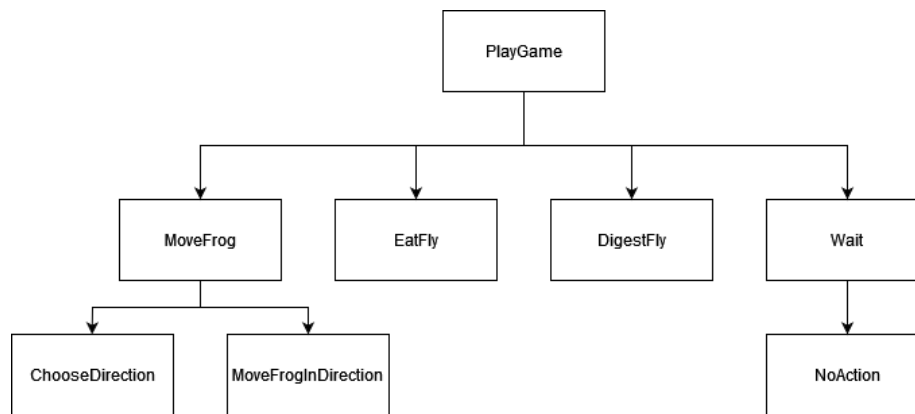 PlayGame
MoveFrog
EatFly
DigestFly
Wait
ChooseDirection
MoveFrogInDirection
NoAction